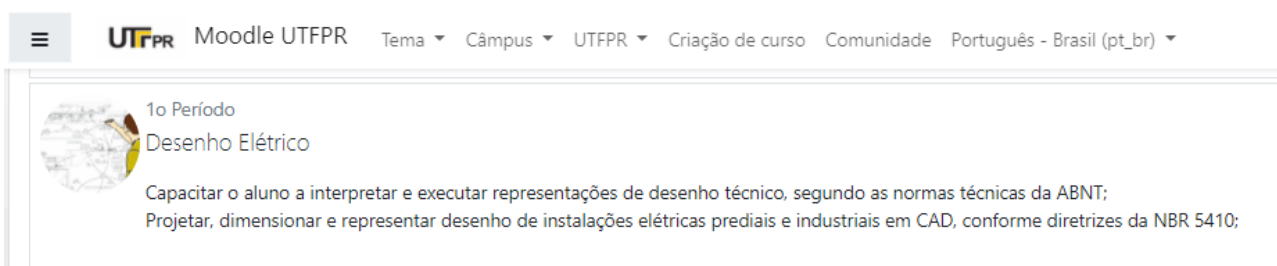 UTFPR Moodle UTFPR Tema Câmpus UTFPR Criação de curso Comunidade Português - Brasil (pt_br)
1o Período
Desenho Elétrico
Capacitar o aluno a interpretar e executar representações de desenho técnico, segundo as normas técnicas da ABNT;
Projetar, dimensionar e representar desenho de instalações elétricas prediais e industriais em CAD, conforme diretrizes da NBR 5410;